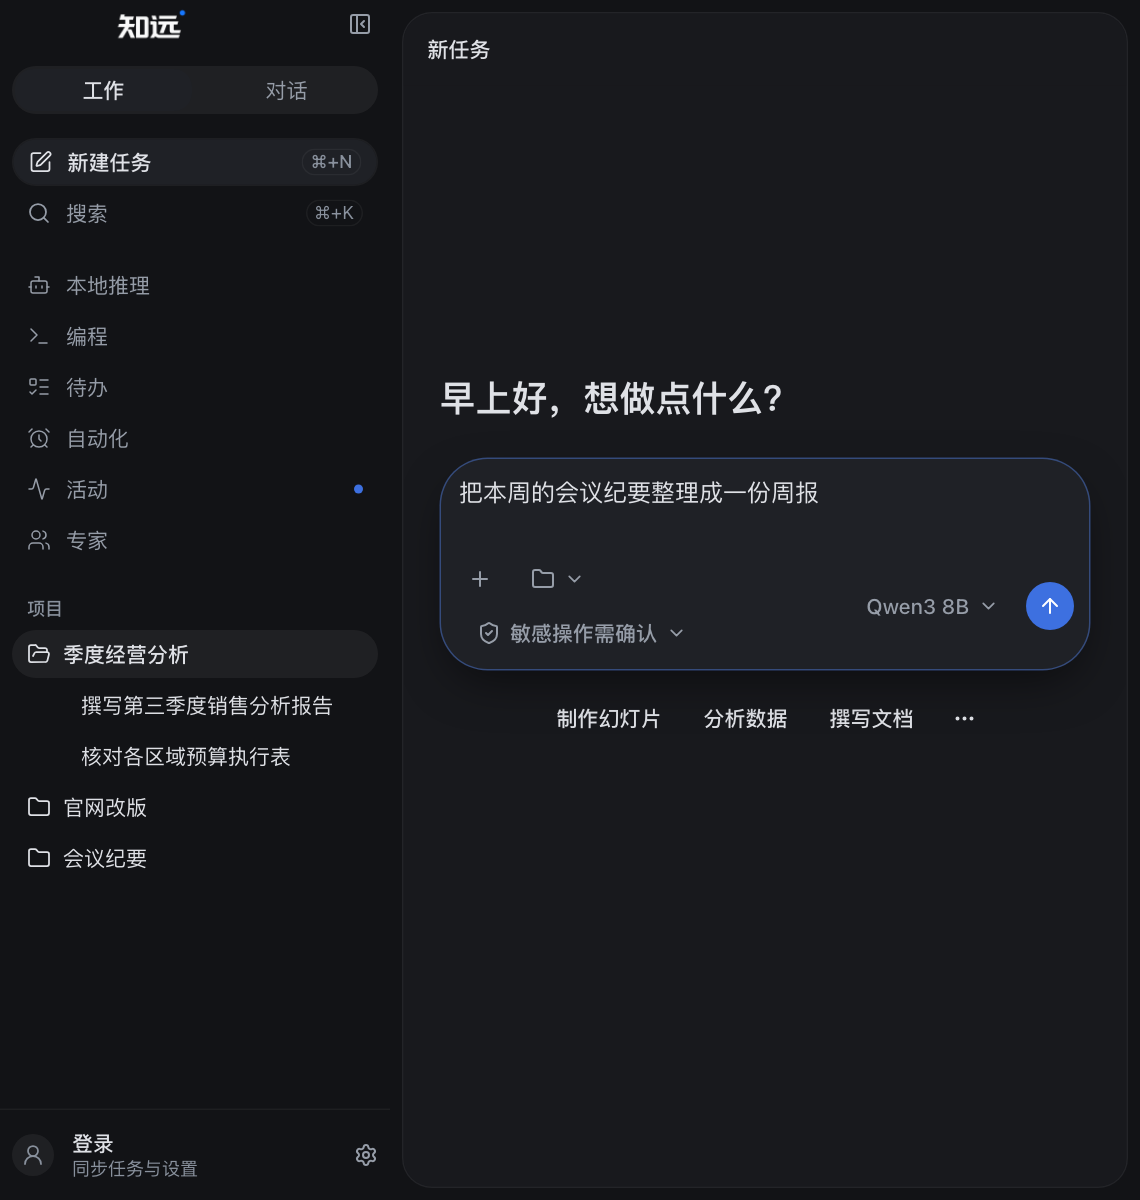 知远
工作
对话
新建任务
⌘+N
搜索
⌘+K
本地推理
编程
待办
自动化
活动
专家
项目
季度经营分析
撰写第三季度销售分析报告
核对各区域预算执行表
官网改版
会议纪要
登录
同步任务与设置
新任务
早上好，想做点什么?
把本周的会议纪要整理成一份周报
敏感操作需确认
Qwen3 8B
制作幻灯片
分析数据
撰写文档